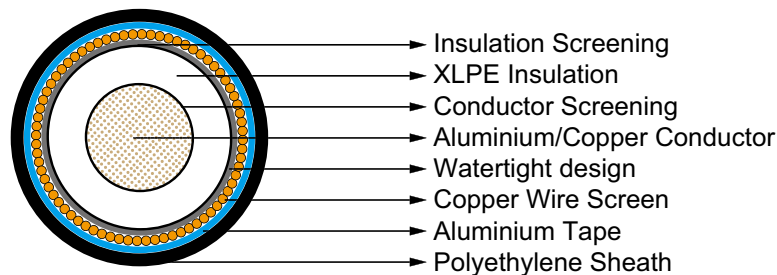 Insulation Screening
XLPE Insulation
Conductor Screening
Aluminium/Copper Conductor
Watertight design
Copper Wire Screen
Aluminium Tape
Polyethylene Sheath